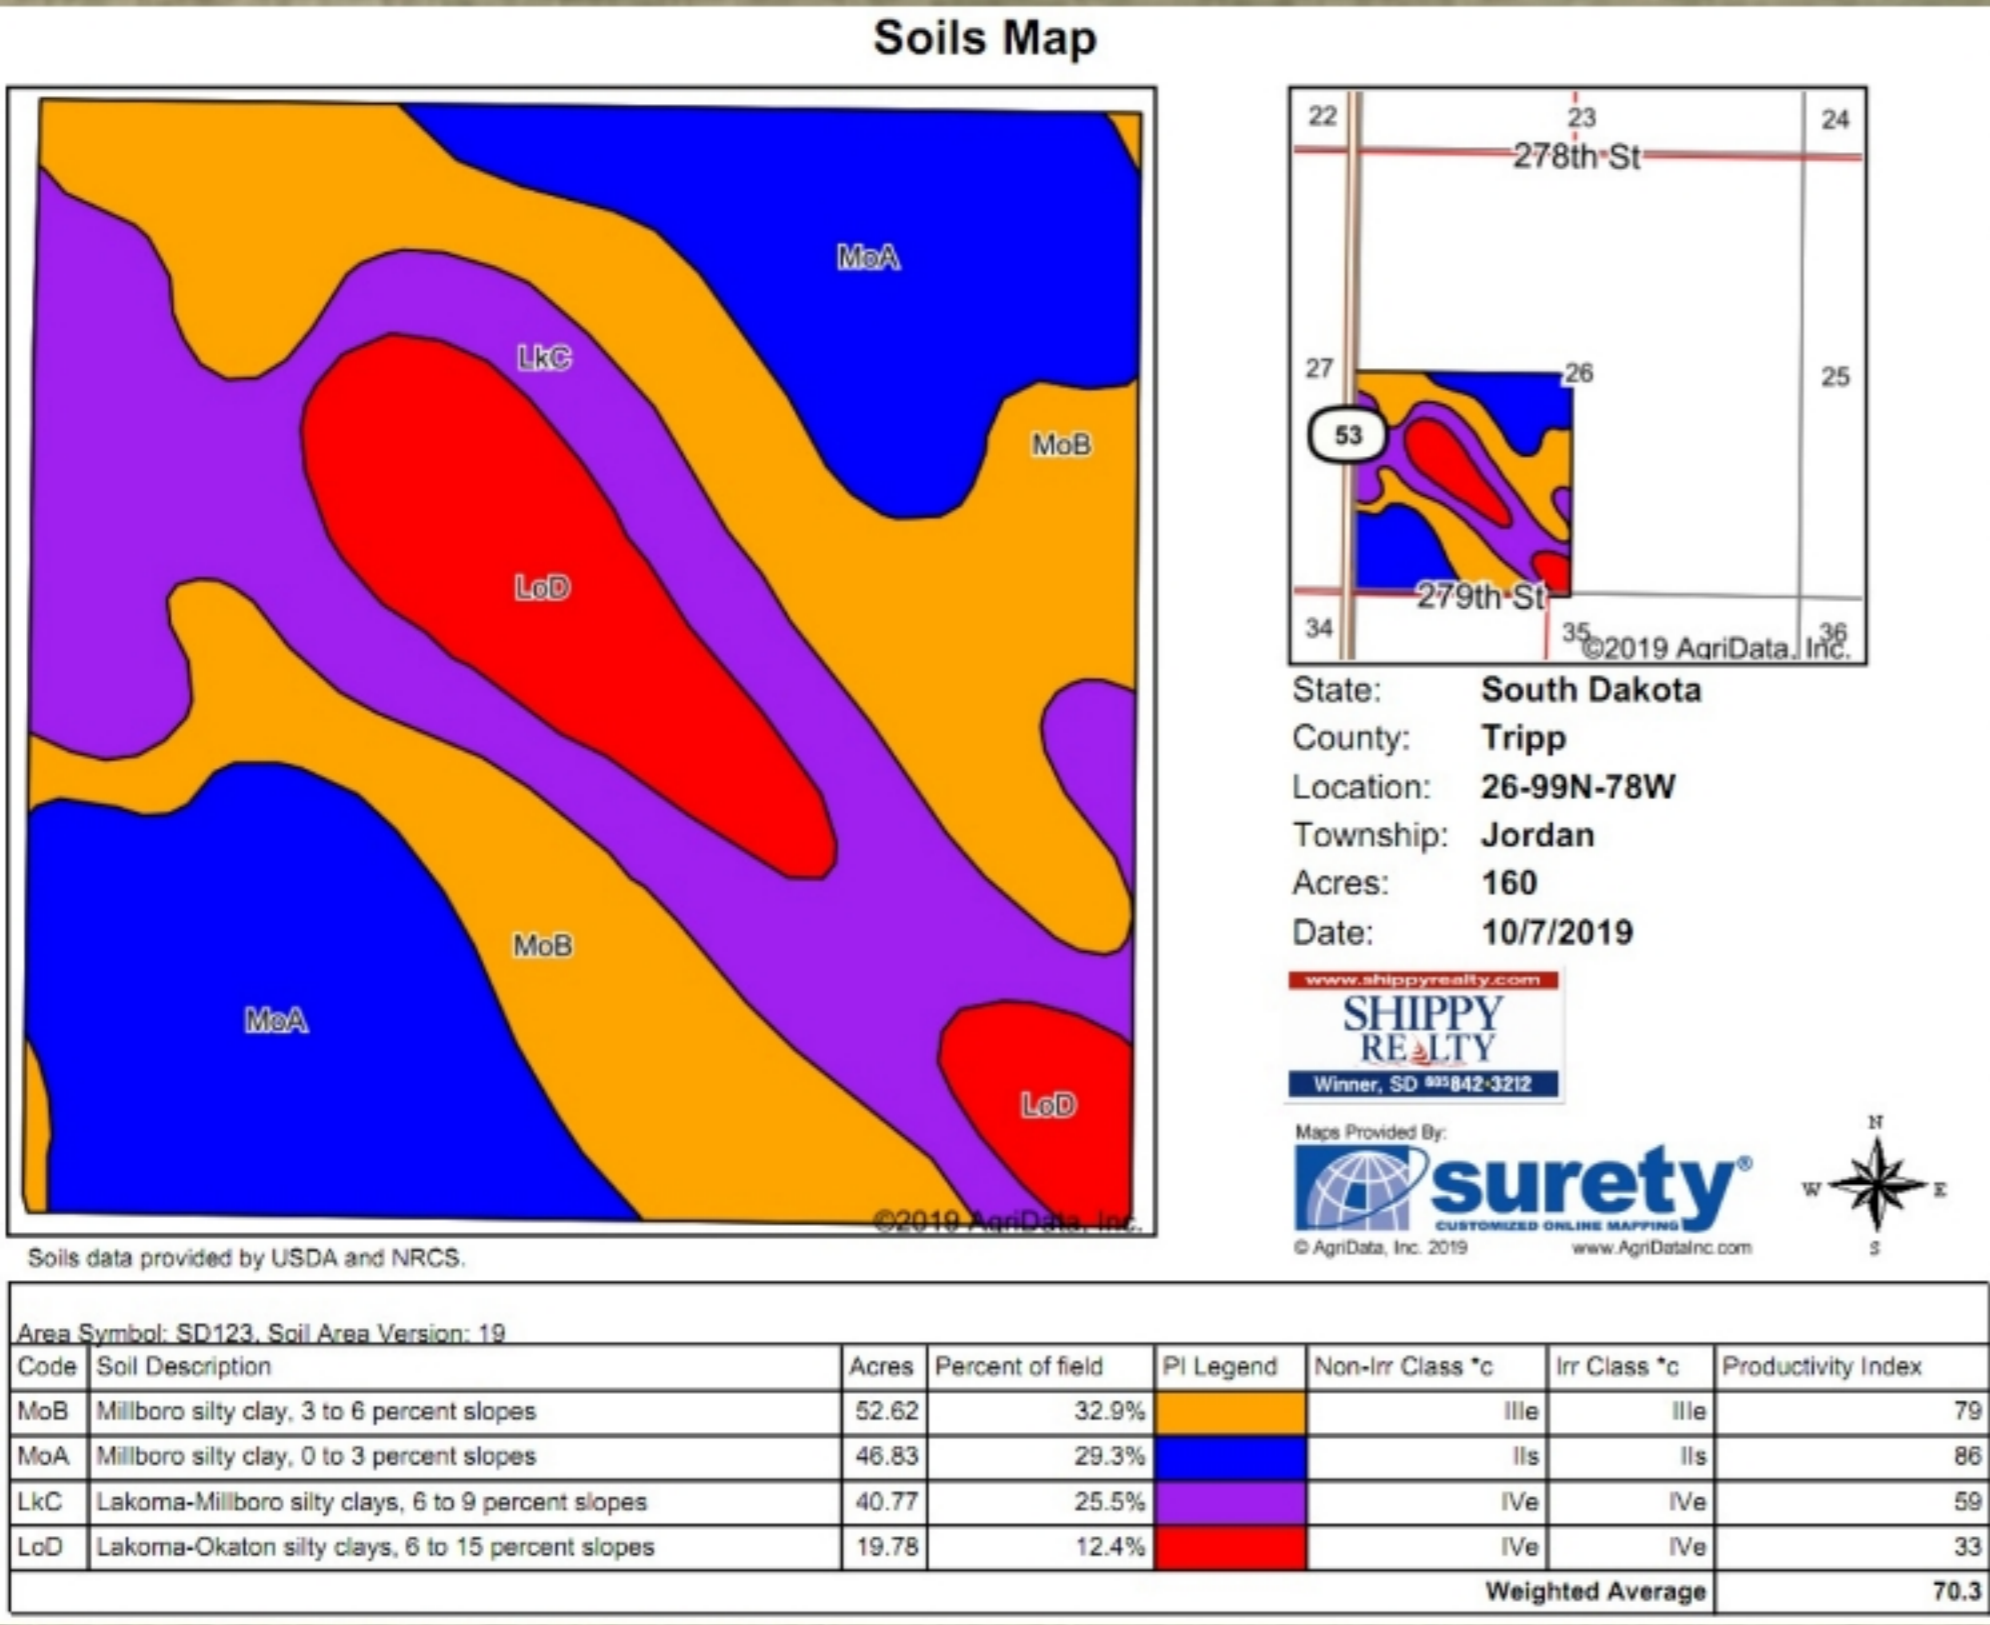 Soils Map
MoA
LkC
MoB
LoD
MoB
MoA
LoD
©2019 AgriData, Inc.
Soils data provided by USDA and NRCS.
22
23
24
278th St
27
26
25
53
279th St
34
35
36
©2019 AgriData, Inc.
State: South Dakota
County: Tripp
Location: 26-99N-78W
Township: Jordan
Acres: 160
Date: 10/7/2019
www.shippyrealty.com
SHIPPY
REALTY
Winner, SD 605 842-3212
Maps Provided By:
surety®
CUSTOMIZED ONLINE MAPPING
© AgriData, Inc. 2019 www.AgriDataInc.com
N
W E
S
Area Symbol: SD123, Soil Area Version: 19
Code Soil Description Acres Percent of field PI Legend Non-Irr Class *c Irr Class *c Productivity Index
MoB Millboro silty clay, 3 to 6 percent slopes 52.62 32.9% IIIe IIIe 79
MoA Millboro silty clay, 0 to 3 percent slopes 46.83 29.3% IIs IIs 86
LkC Lakoma-Millboro silty clays, 6 to 9 percent slopes 40.77 25.5% IVe IVe 59
LoD Lakoma-Okaton silty clays, 6 to 15 percent slopes 19.78 12.4% IVe IVe 33
Weighted Average 70.3